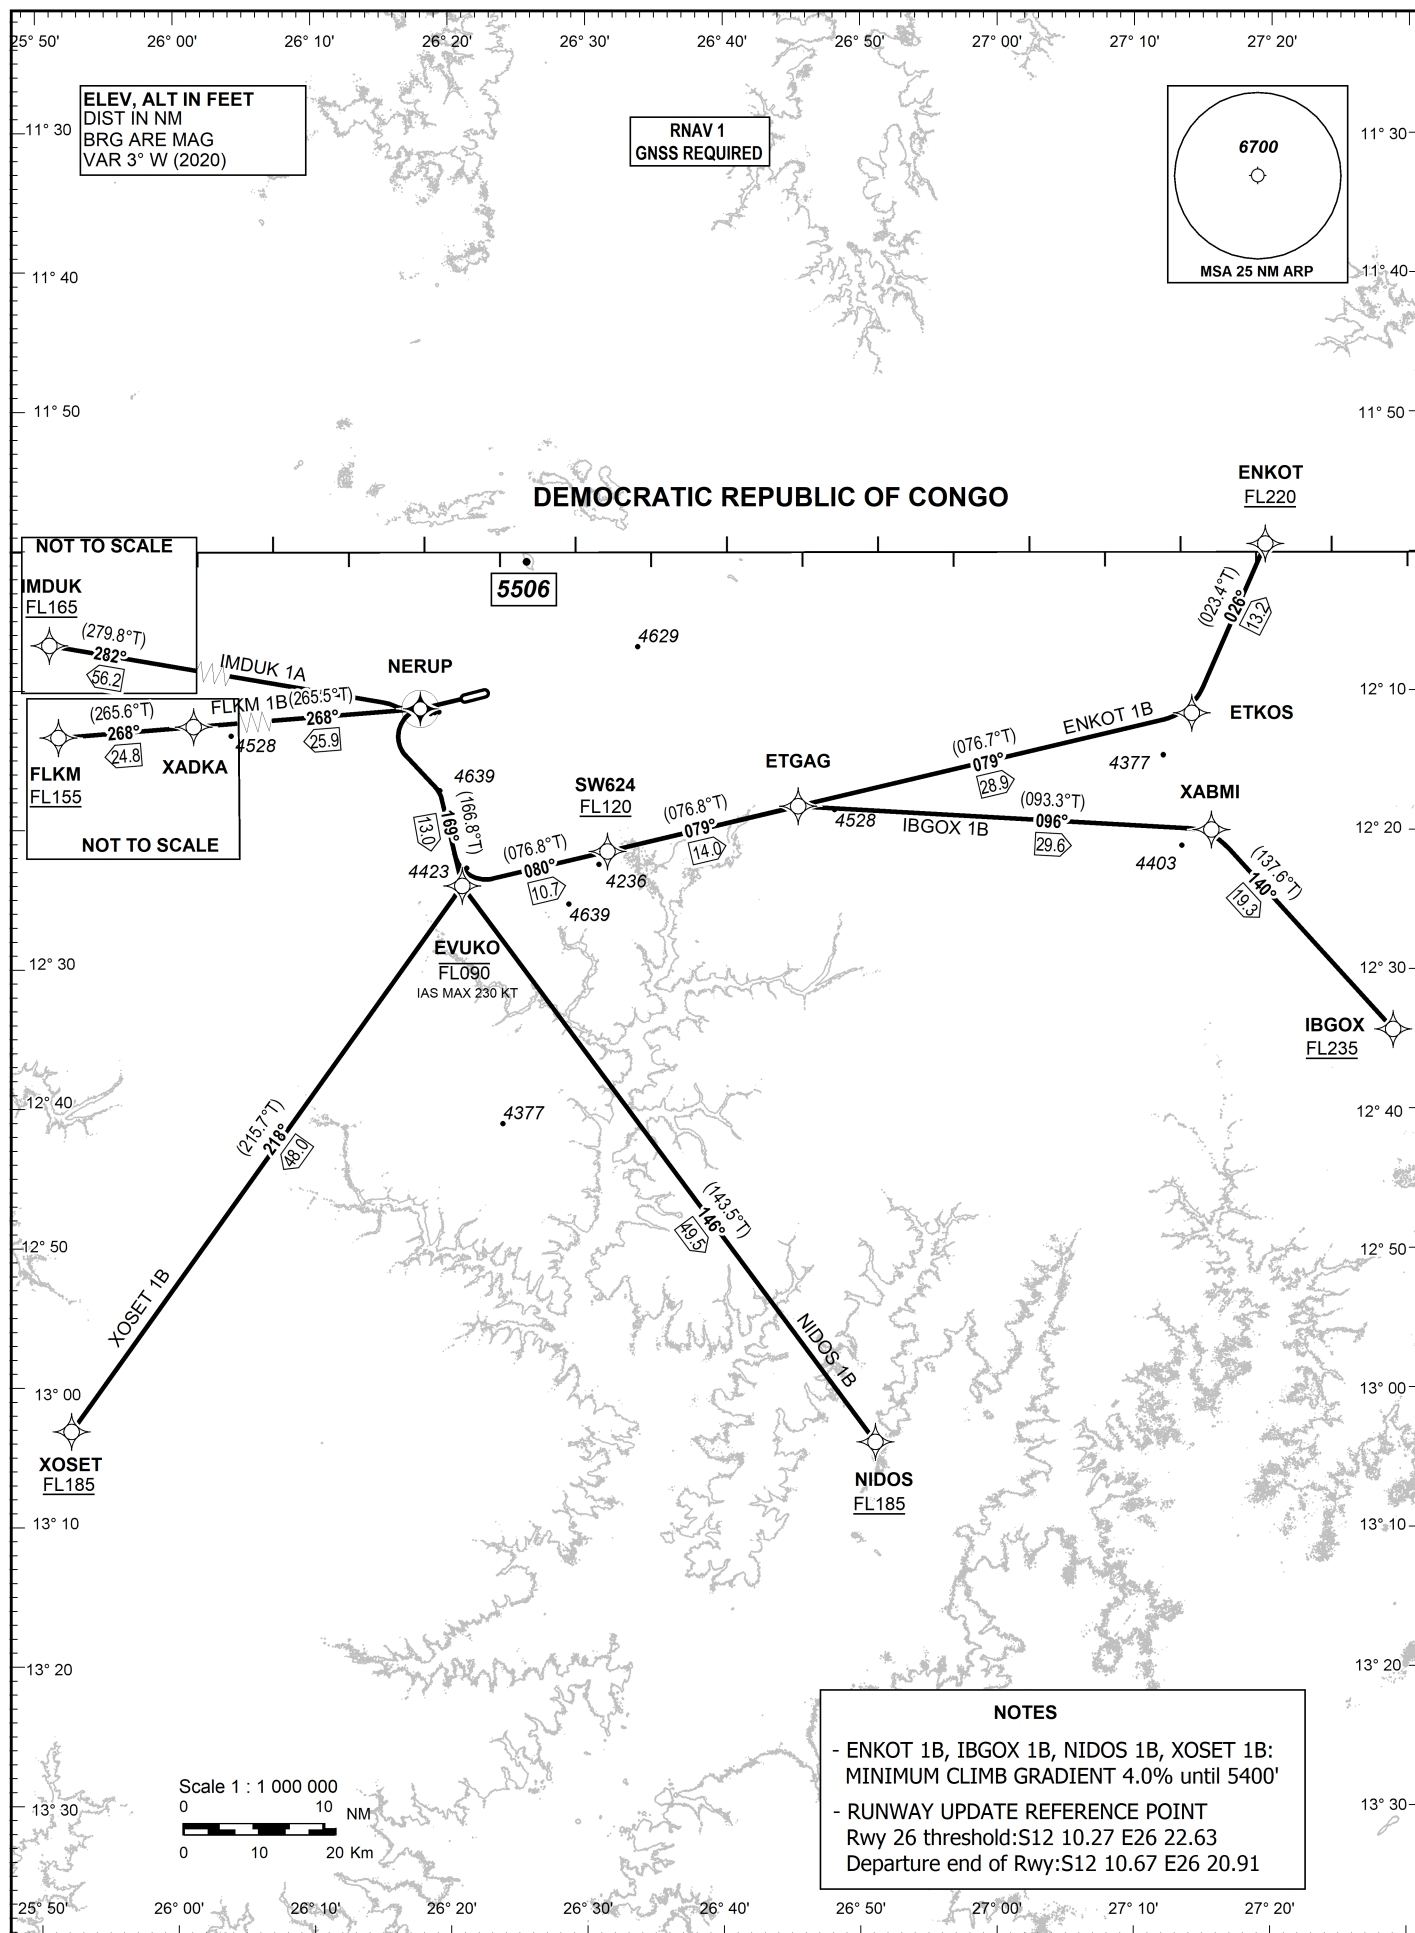 25° 50'
26° 00'
26° 10'
26° 20'
26° 30'
26° 40'
26° 50'
27° 00'
27° 10'
27° 20'
ELEV, ALT IN FEET
DIST IN NM
BRG ARE MAG
VAR 3° W (2020)
RNAV 1
GNSS REQUIRED
6700
MSA 25 NM ARP
11° 30
11° 30
11° 40
11° 40
11° 50
11° 50
DEMOCRATIC REPUBLIC OF CONGO
ENKOT
FL220
NOT TO SCALE
IMDUK
FL165
(279.8°T)
282°
56.2
IMDUK 1A
5506
4629
(023.4°T)
026°
13.2
NERUP
12° 10
FLKM 1B
(265.5°T)
268°
25.9
(265.6°T)
268°
24.8
4528
FLKM
FL155
XADKA
NOT TO SCALE
ETKOS
ENKOT 1B
(076.7°T)
079°
28.9
4377
ETGAG
SW624
FL120
4639
(166.8°T)
169°
13.0
(076.8°T)
079°
14.0
4528
IBGOX 1B
(093.3°T)
096°
29.6
XABMI
12° 20
4403
(137.6°T)
140°
19.3
4423
(076.8°T)
080°
10.7
4236
4639
EVUKO
FL090
IAS MAX 230 KT
12° 30
12° 30
IBGOX
FL235
12° 40
12° 40
4377
(215.7°T)
218°
48.0
(143.5°T)
146°
49.5
12° 50
12° 50
XOSET 1B
NIDOS 1B
13° 00
13° 00
XOSET
FL185
NIDOS
FL185
13° 10
13° 10
13° 20
13° 20
NOTES
- ENKOT 1B, IBGOX 1B, NIDOS 1B, XOSET 1B:
MINIMUM CLIMB GRADIENT 4.0% until 5400'
- RUNWAY UPDATE REFERENCE POINT
Rwy 26 threshold:S12 10.27 E26 22.63
Departure end of Rwy:S12 10.67 E26 20.91
Scale 1 : 1 000 000
0 10 NM
0 10 20 Km
13° 30
13° 30
25° 50'
26° 00'
26° 10'
26° 20'
26° 30'
26° 40'
26° 50'
27° 00'
27° 10'
27° 20'